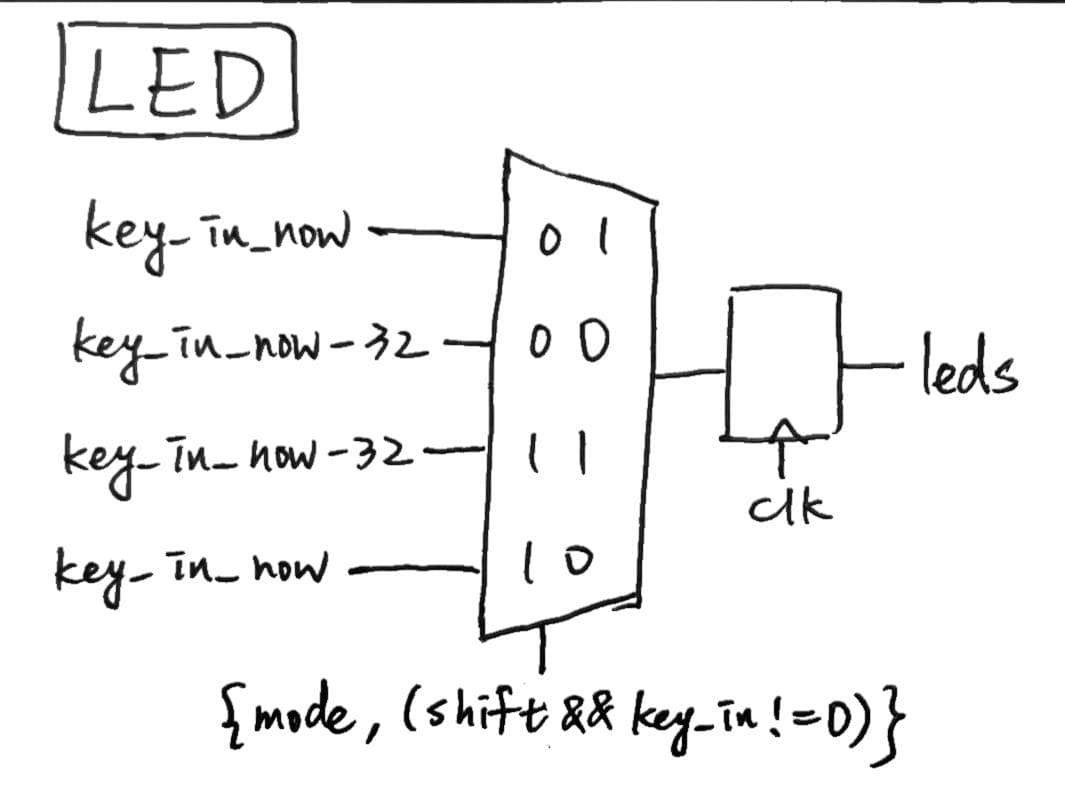 LED
key_in_now 01
key_in_now-32 00
leds
key_in_now-32 11
clk
key_in_now 10
{mode, (shift && key_in != 0)}